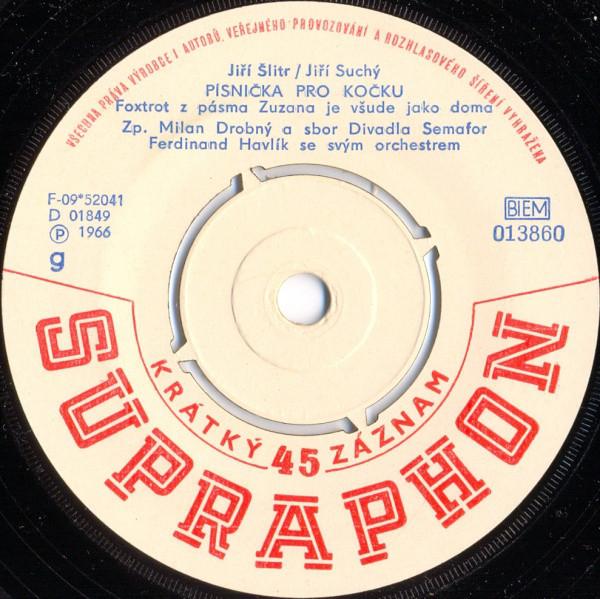 VŠECHNA PRÁVA VÝROBCE I AUTORŮ. VEŘEJNÉHO PROVOZOVÁNÍ A ROZHLASOVÉHO ŠÍŘENÍ VYHRAŽENA
Jiří Šlitr / Jiří Suchý
PÍSNIČKA PRO KOČKU
Foxtrot z pásma Zuzana je všude jako doma
Zp. Milan Drobný a sbor Divadla Semafor
Ferdinand Havlík se svým orchestrem
F-09*52041
D 01849
Ⓟ 1966
g
BIEM
013860
KRÁTKÝ 45 ZÁZNAM
SUPRAPHON